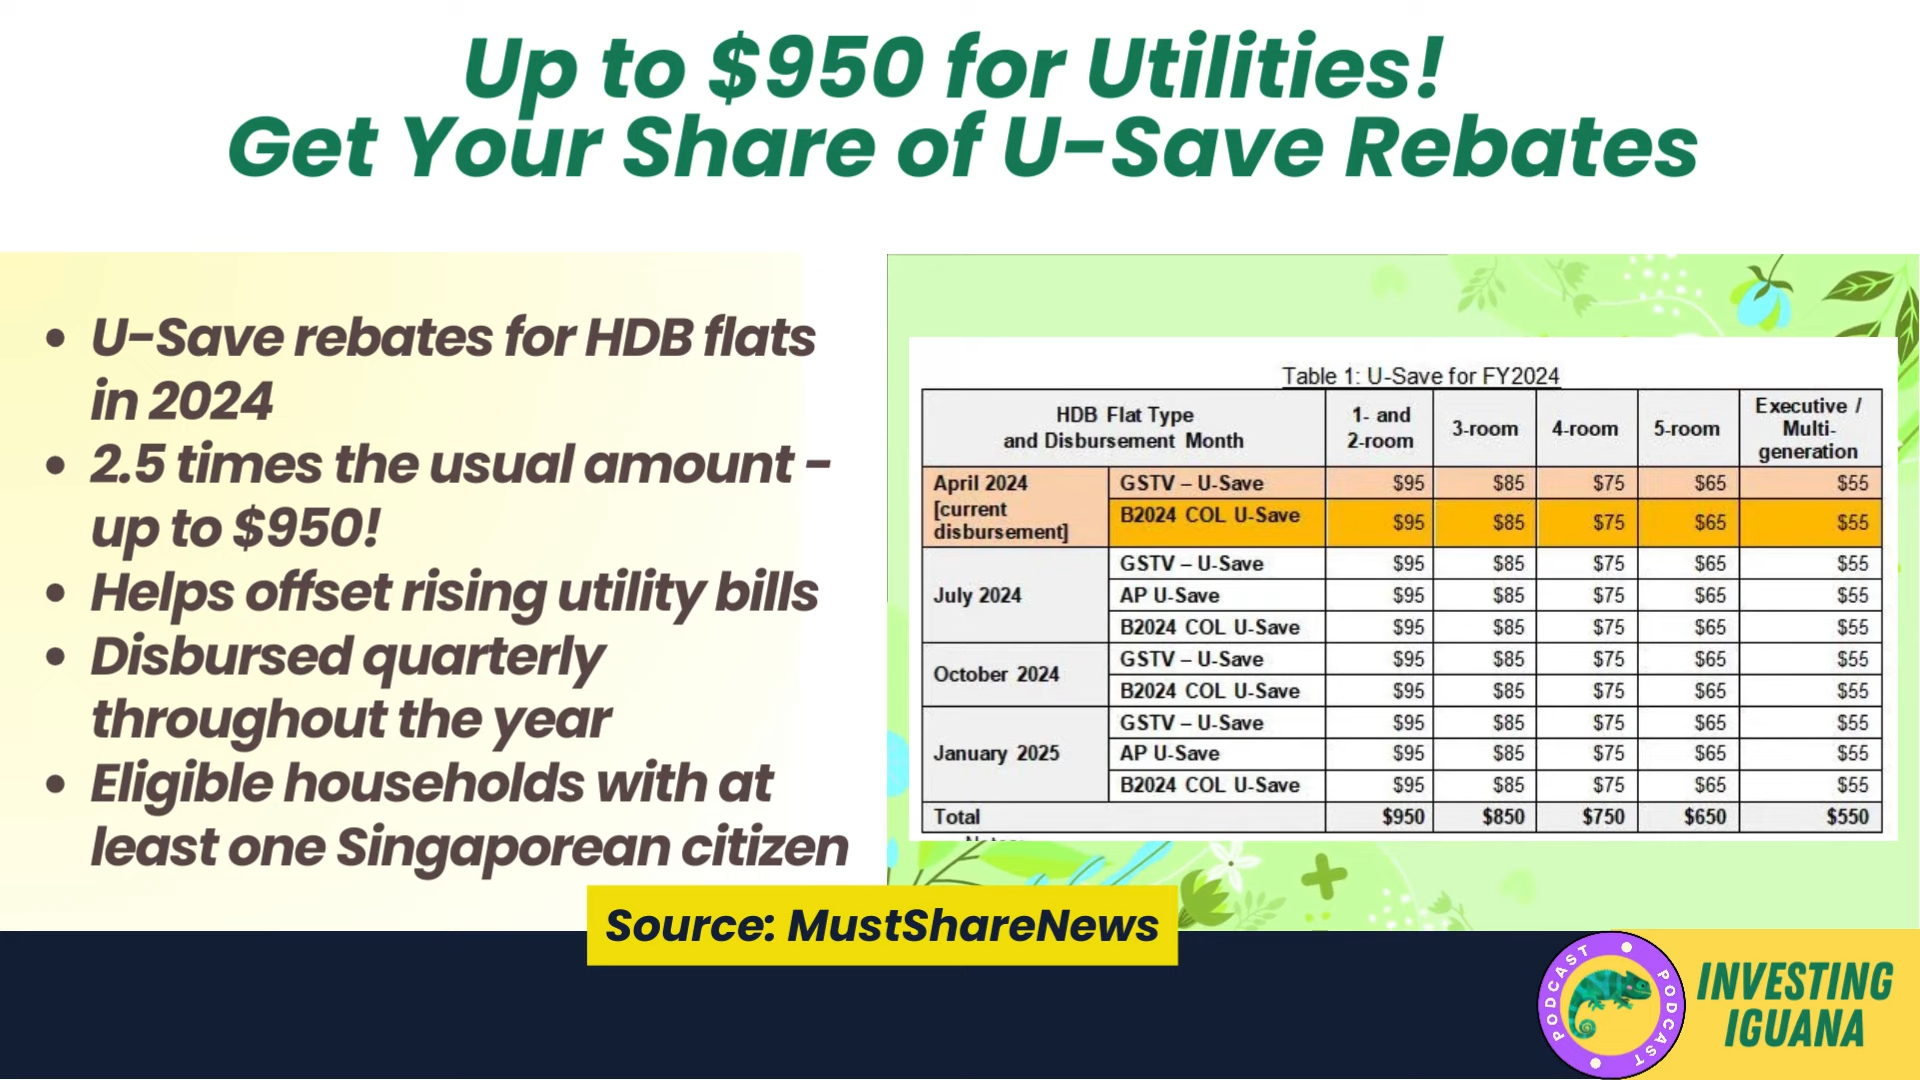 Up to $950 for Utilities!
Get Your Share of U-Save Rebates
• U-Save rebates for HDB flats
in 2024
• 2.5 times the usual amount -
up to $950!
• Helps offset rising utility bills
• Disbursed quarterly
throughout the year
• Eligible households with at
least one Singaporean citizen
Table 1: U-Save for FY2024
HDB Flat Type and Disbursement Month 1- and 2-room 3-room 4-room 5-room Executive / Multi-generation
April 2024 [current disbursement] GSTV – U-Save $95 $85 $75 $65 $55
B2024 COL U-Save $95 $85 $75 $65 $55
July 2024 GSTV – U-Save $95 $85 $75 $65 $55
AP U-Save $95 $85 $75 $65 $55
B2024 COL U-Save $95 $85 $75 $65 $55
October 2024 GSTV – U-Save $95 $85 $75 $65 $55
B2024 COL U-Save $95 $85 $75 $65 $55
January 2025 GSTV – U-Save $95 $85 $75 $65 $55
AP U-Save $95 $85 $75 $65 $55
B2024 COL U-Save $95 $85 $75 $65 $55
Total $950 $850 $750 $650 $550
Source: MustShareNews
PODCAST PODCAST
INVESTING
IGUANA